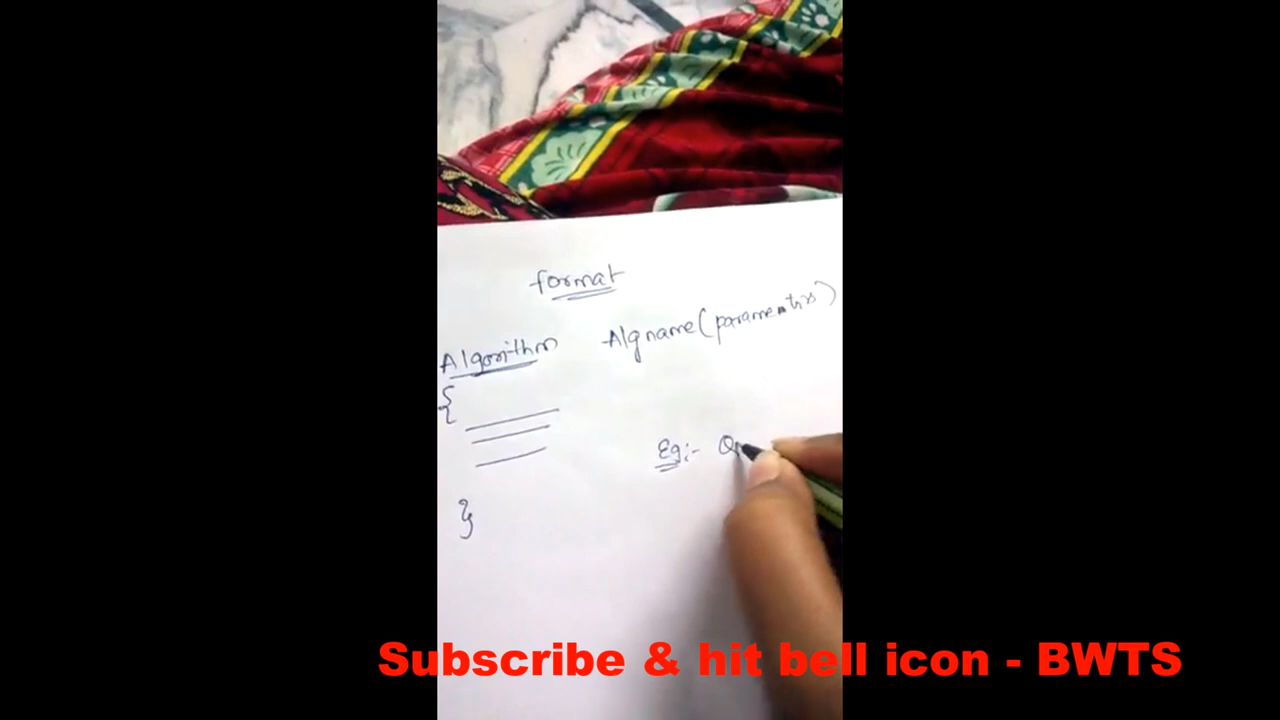 format
Algorithm Algname(parameters)
{
Eg:-
}
Subscribe & hit bell icon - BWTS